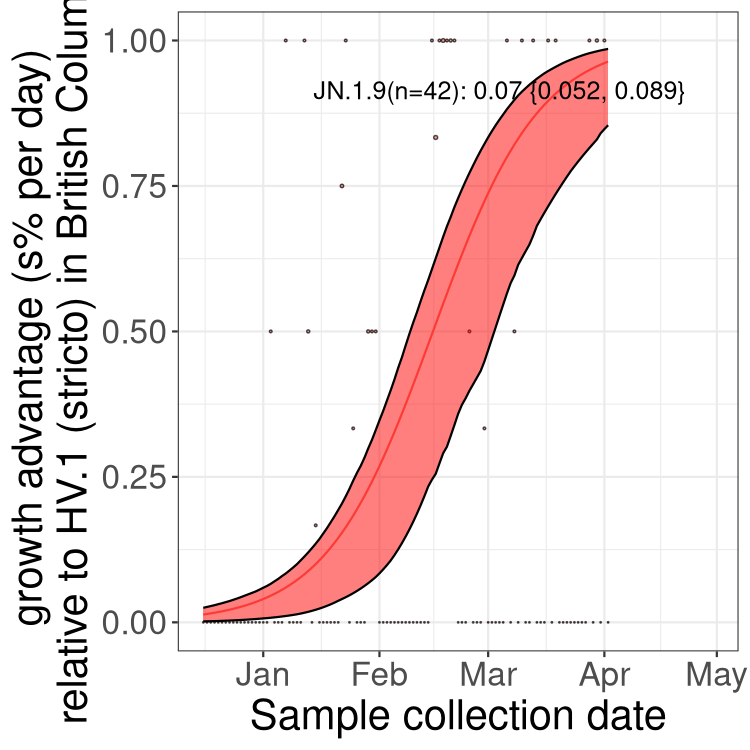 growth advantage (s% per day)
relative to HV.1 (stricto) in British Colum
1.00
0.75
0.50
0.25
0.00
JN.1.9(n=42): 0.07 {0.052, 0.089}
Jan Feb Mar Apr May
Sample collection date